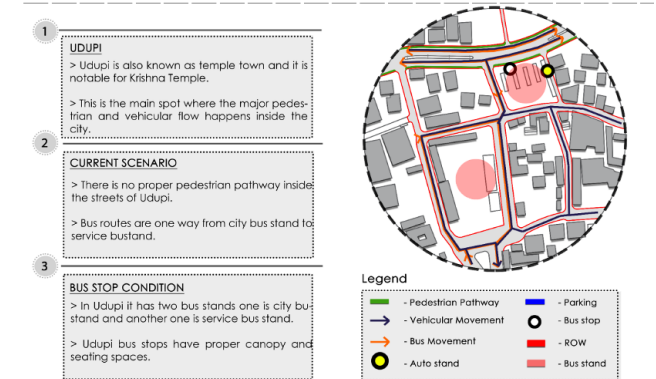 1
UDUPI
> Udupi is also known as temple town and it is
notable for Krishna Temple.
> This is the main spot where the major pedes-
trian and vehicular flow happens inside the
city.
2
CURRENT SCENARIO
> There is no proper pedestrian pathway inside
the streets of Udupi.
> Bus routes are one way from city bus stand to
service bustand.
3
BUS STOP CONDITION
> In Udupi it has two bus stands one is city bu-
stand and another one is service bus stand.
> Udupi bus stops have proper canopy and
seating spaces.
Legend
- Pedestrian Pathway
- Vehicular Movement
- Bus Movement
- Auto stand
- Parking
- Bus stop
- ROW
- Bus stand